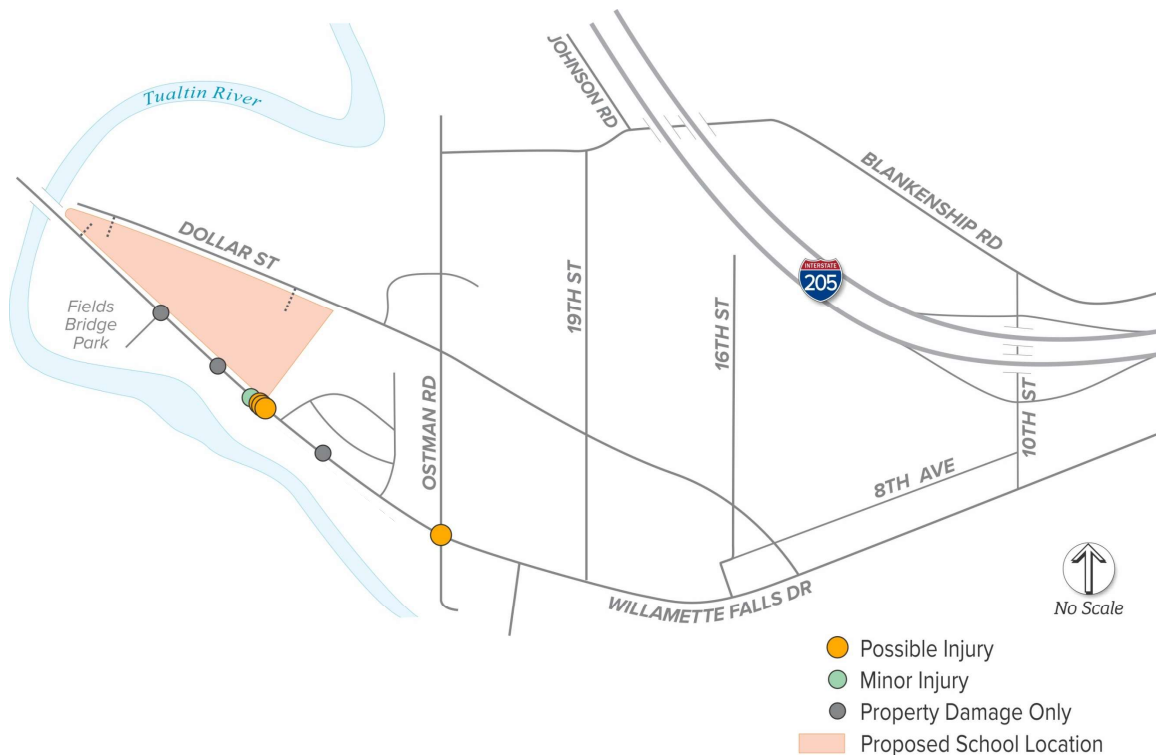 JOHNSON RD
Tualtin River
BLANKENSHIP RD
DOLLAR ST
INTERSTATE
205
Fields
Bridge
Park
19TH ST
16TH ST
OSTMAN RD
10TH ST
8TH AVE
WILLAMETTE FALLS DR
No Scale
Possible Injury
Minor Injury
Property Damage Only
Proposed School Location